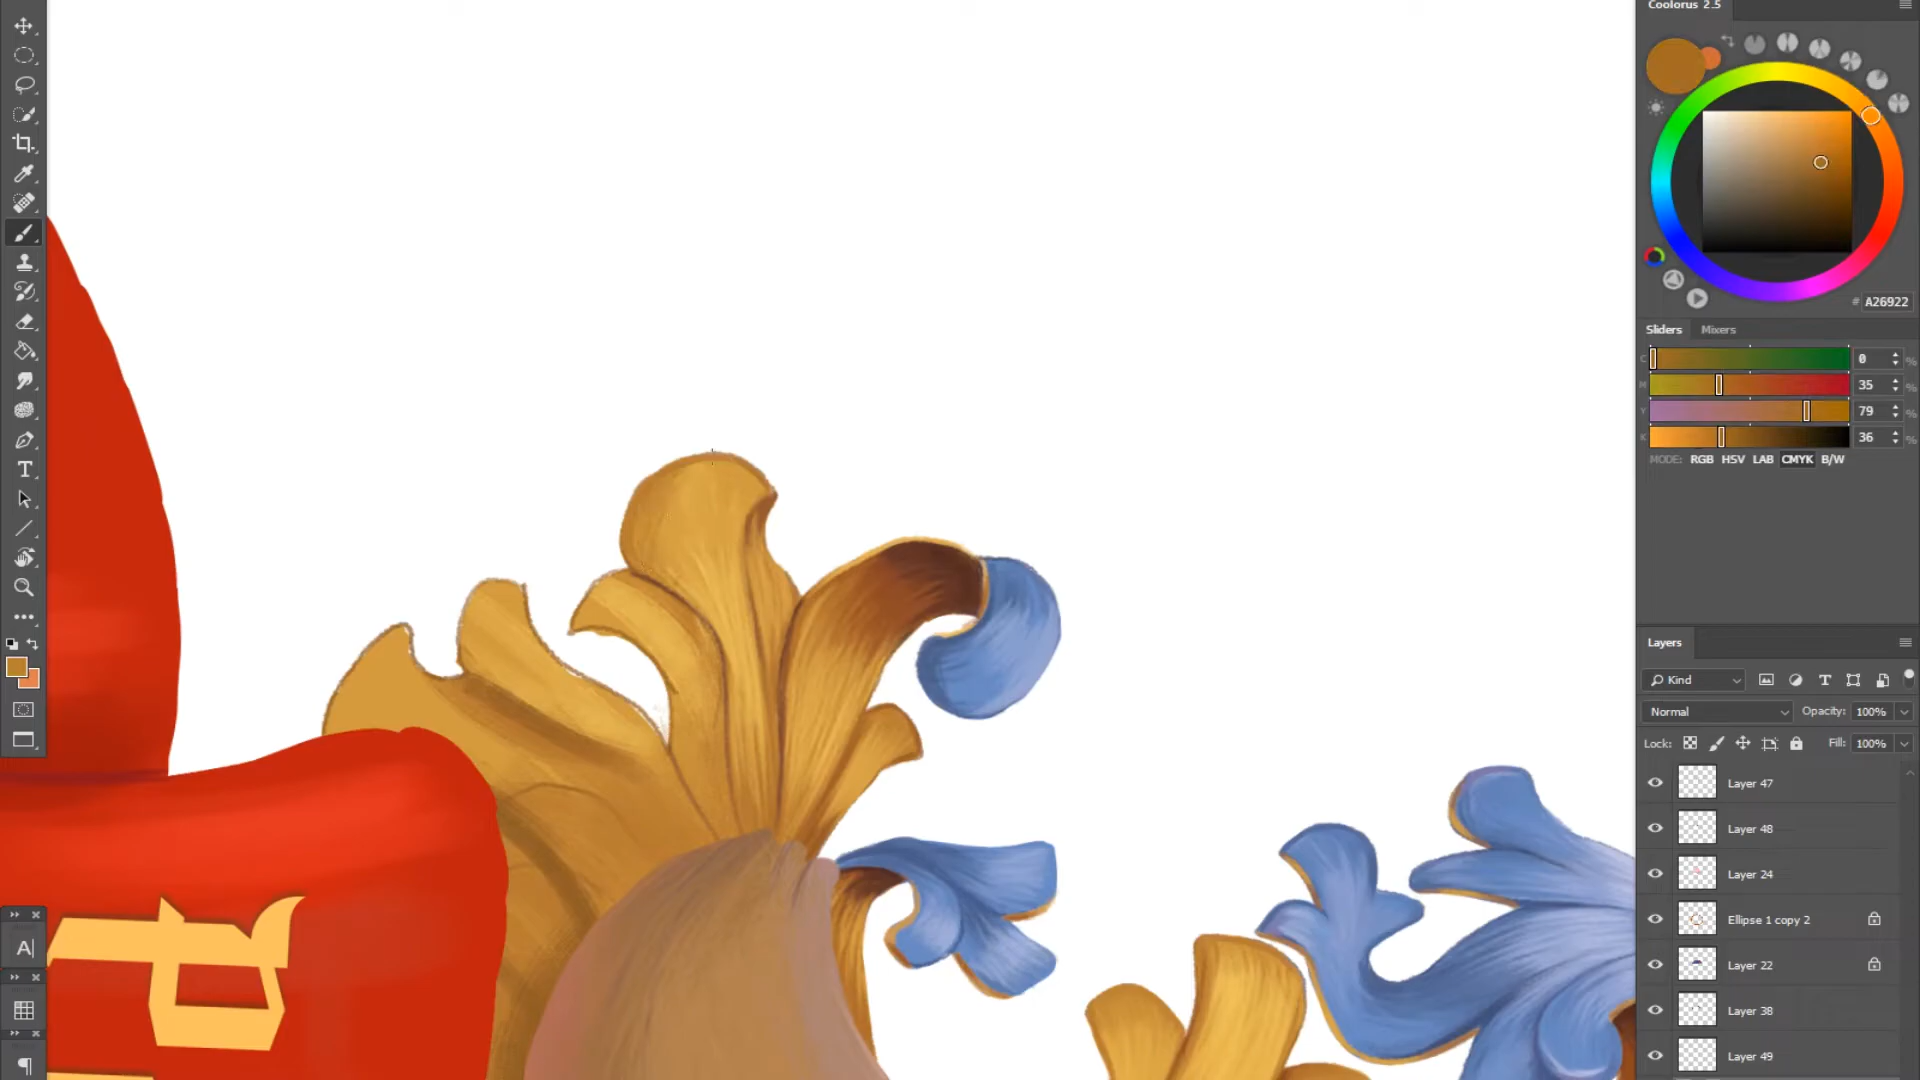 Coolorus 2.5
# A26922
Sliders Mixers
C 0 %
M 35 %
Y 79 %
K 36 %
MODE: RGB HSV LAB CMYK B/W
Layers
Kind
Normal Opacity: 100%
Lock: Fill: 100%
Layer 47
Layer 48
Layer 24
Ellipse 1 copy 2
Layer 22
Layer 38
Layer 49
T
A|